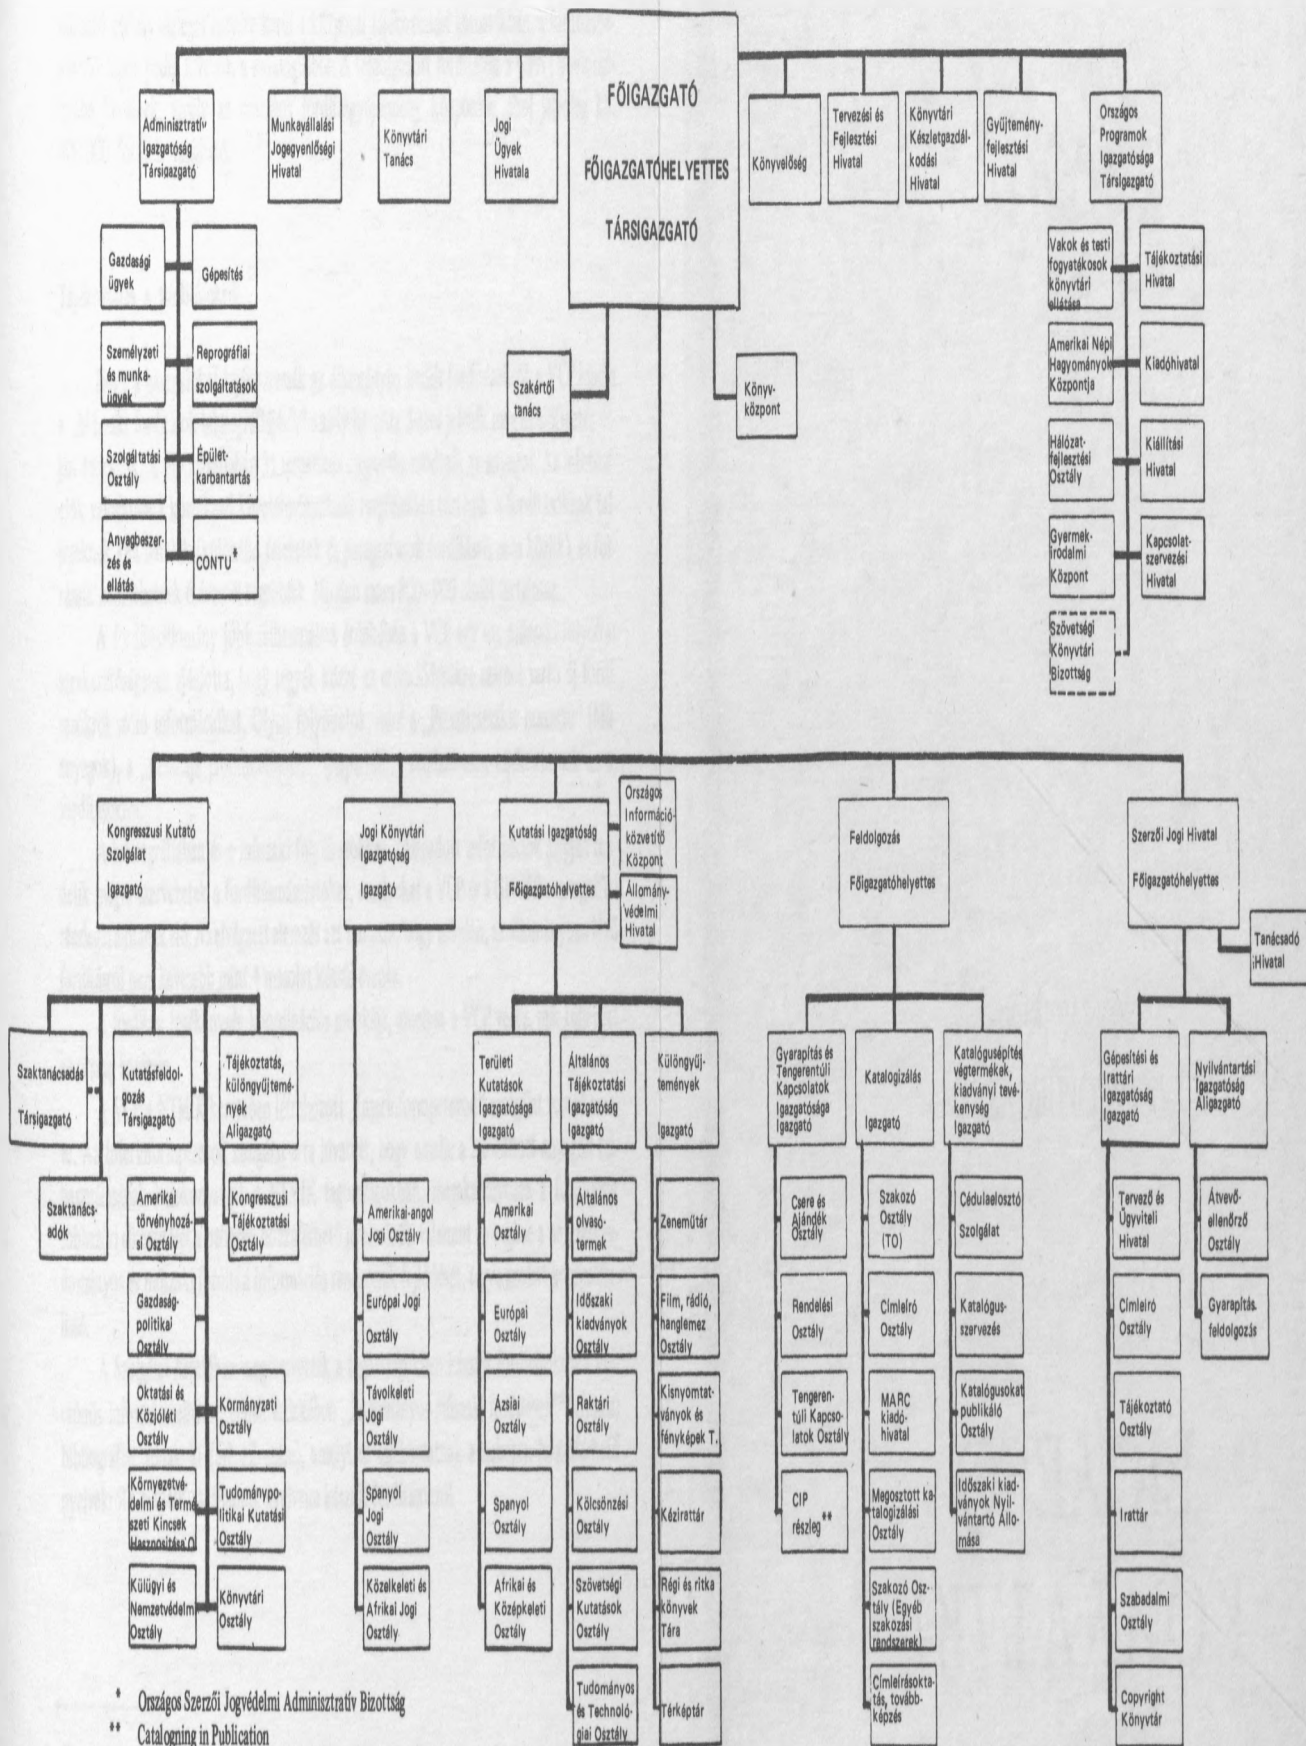 FŐIGAZGATÓ
FŐIGAZGATÓHELYETTES
TÁRSIGAZGATÓ
Adminisztratív
Igazgatóság
Társigazgató
Munkavállalási
Jogegyenlőségi
Hivatal
Könyvtári
Tanács
Jogi
Ügyek
Hivatala
Könyvelőség
Tervezési és
Fejlesztési
Hivatal
Könyvtári
Készletgazdál-
kodási
Hivatal
Gyűjtemény-
fejlesztési
Hivatal
Országos
Programok
Igazgatósága
Társigazgató
Gazdasági
ügyek
Gépesítés
Személyzeti
és munka-
ügyek
Reprográfiai
szolgáltatások
Szolgáltatási
Osztály
Épület-
karbantartás
Anyagbeszer-
zés és
ellátás
CONTU*
Szakértői
tanács
Könyv-
központ
Vakok és testi
fogyatékosok
könyvtári
ellátása
Tájékoztatási
Hivatal
Amerikai Népi
Hagyományok
Központja
Kiadóhivatal
Hálózat-
fejlesztési
Osztály
Kiállítási
Hivatal
Gyermek-
irodalmi
Központ
Kapcsolat-
szervezési
Hivatal
Szövetségi
Könyvtári
Bizottság
Kongresszusi Kutató
Szolgálat
Igazgató
Jogi Könyvtári
Igazgatóság
Igazgató
Kutatási Igazgatóság
Főigazgatóhelyettes
Országos
Információ-
közvetítő
Központ
Állomány-
védelmi
Hivatal
Feldolgozás
Főigazgatóhelyettes
Szerzői Jogi Hivatal
Főigazgatóhelyettes
Tanácsadó
Hivatal
Szaktanácsadás
Társigazgató
Kutatásfeldol-
gozás
Társigazgató
Tájékoztatás,
különgyűjtemé-
nyek
Aligazgató
Területi
Kutatások
Igazgatósága
Igazgató
Általános
Tájékoztatási
Igazgatóság
Igazgató
Különgyűj-
temények
Igazgató
Gyarapítás és
Tengerentúli
Kapcsolatok
Igazgatósága
Igazgató
Katalogizálás
Igazgató
Katalógusépítés
végtermékek,
kiadványi tevé-
kenység
Igazgató
Gépesítési és
Irattári
Igazgatóság
Igazgató
Nyilvántartási
Igazgatóság
Aligazgató
Szaktanács-
adók
Amerikai
törvényhozá-
si Osztály
Kongresszusi
Tájékoztatási
Osztály
Amerikai-angol
Jogi Osztály
Amerikai
Osztály
Általános
olvasó-
termek
Zeneműtár
Csere és
Ajándék
Osztály
Szakozó
Osztály
(TO)
Cédulaelosztó
Szolgálat
Tervező és
Ügyviteli
Hivatal
Átvevő-
ellenőrző
Osztály
Gazdaság-
politikai
Osztály
Európai Jogi
Osztály
Európai
Osztály
Időszaki
kiadványok
Osztály
Film, rádió,
hanglemez
Osztály
Rendelési
Osztály
Címleíró
Osztály
Katalógus-
szervezés
Címleíró
Osztály
Gyarapítás.
feldolgozás
Oktatási és
Közjólét
Osztály
Kormányzati
Osztály
Távolkeleti
Jogi
Osztály
Ázsiai
Osztály
Raktári
Osztály
Kisnyomtat-
ványok és
fényképek T.
Tengeren-
túli Kapcso-
latok Osztály
MARC
kiadó-
hivatal
Katalógusokat
publikáló
Osztály
Tájékoztató
Osztály
Környezetvé-
delmi és Termé
szeti Kincsek
Hasznosítása O
Tudománypo-
litikai Kutatási
Osztály
Spanyol
Jogi
Osztály
Spanyol
Osztály
Kölcsönzési
Osztály
Kézirattár
CIP
részleg**
Megosztott ka-
talogizálási
Osztály
Időszaki kiad-
ványok Nyil-
vántartó Állo-
mása
Irattár
Külügyi és
Nemzetvédelmi
Osztály
Könyvtári
Osztály
Közelkeleti és
Afrikai Jogi
Osztály
Afrikai és
Középkeleti
Osztály
Szövetségi
Kutatások
Osztály
Régi és ritka
könyvek
Tára
Szakozó Osz-
tály (Egyéb
szakozási
rendszerek)
Szabadalmi
Osztály
Tudományos
és Technoló-
giai Osztály
Térképtár
Címleírásokta-
tás, tovább-
képzés
Copyright
Könyvtár
* Országos Szerzői Jogvédelmi Adminisztratív Bizottság
** Catalogning in Publication